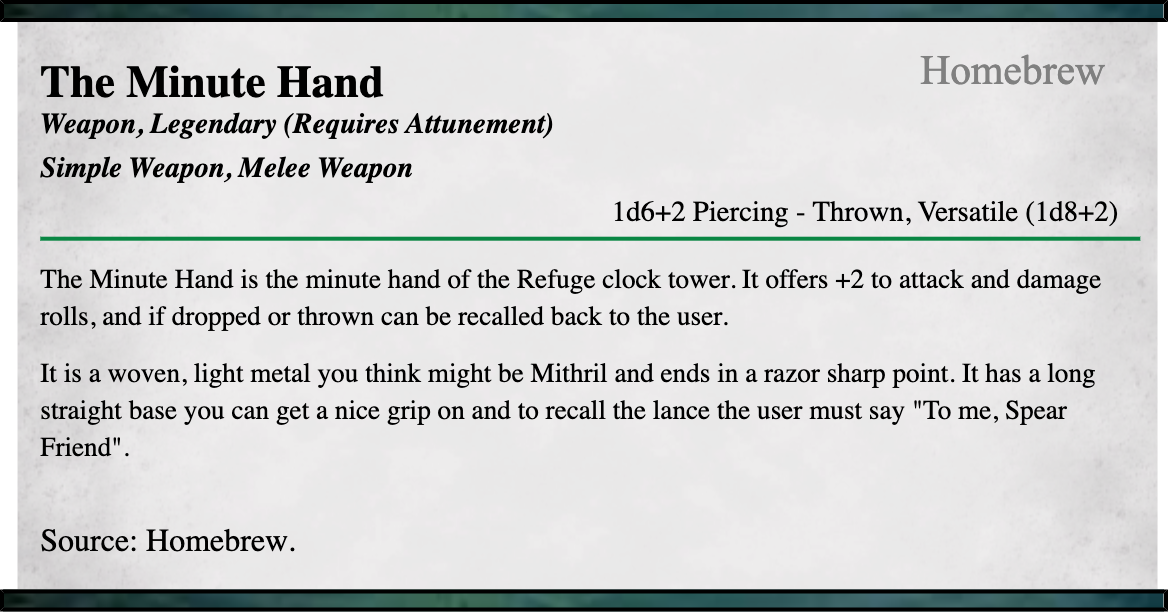 The Minute Hand
Homebrew
Weapon, Legendary (Requires Attunement)
Simple Weapon, Melee Weapon
1d6+2 Piercing - Thrown, Versatile (1d8+2)
The Minute Hand is the minute hand of the Refuge clock tower. It offers +2 to attack and damage
rolls, and if dropped or thrown can be recalled back to the user.
It is a woven, light metal you think might be Mithril and ends in a razor sharp point. It has a long
straight base you can get a nice grip on and to recall the lance the user must say "To me, Spear
Friend".
Source: Homebrew.